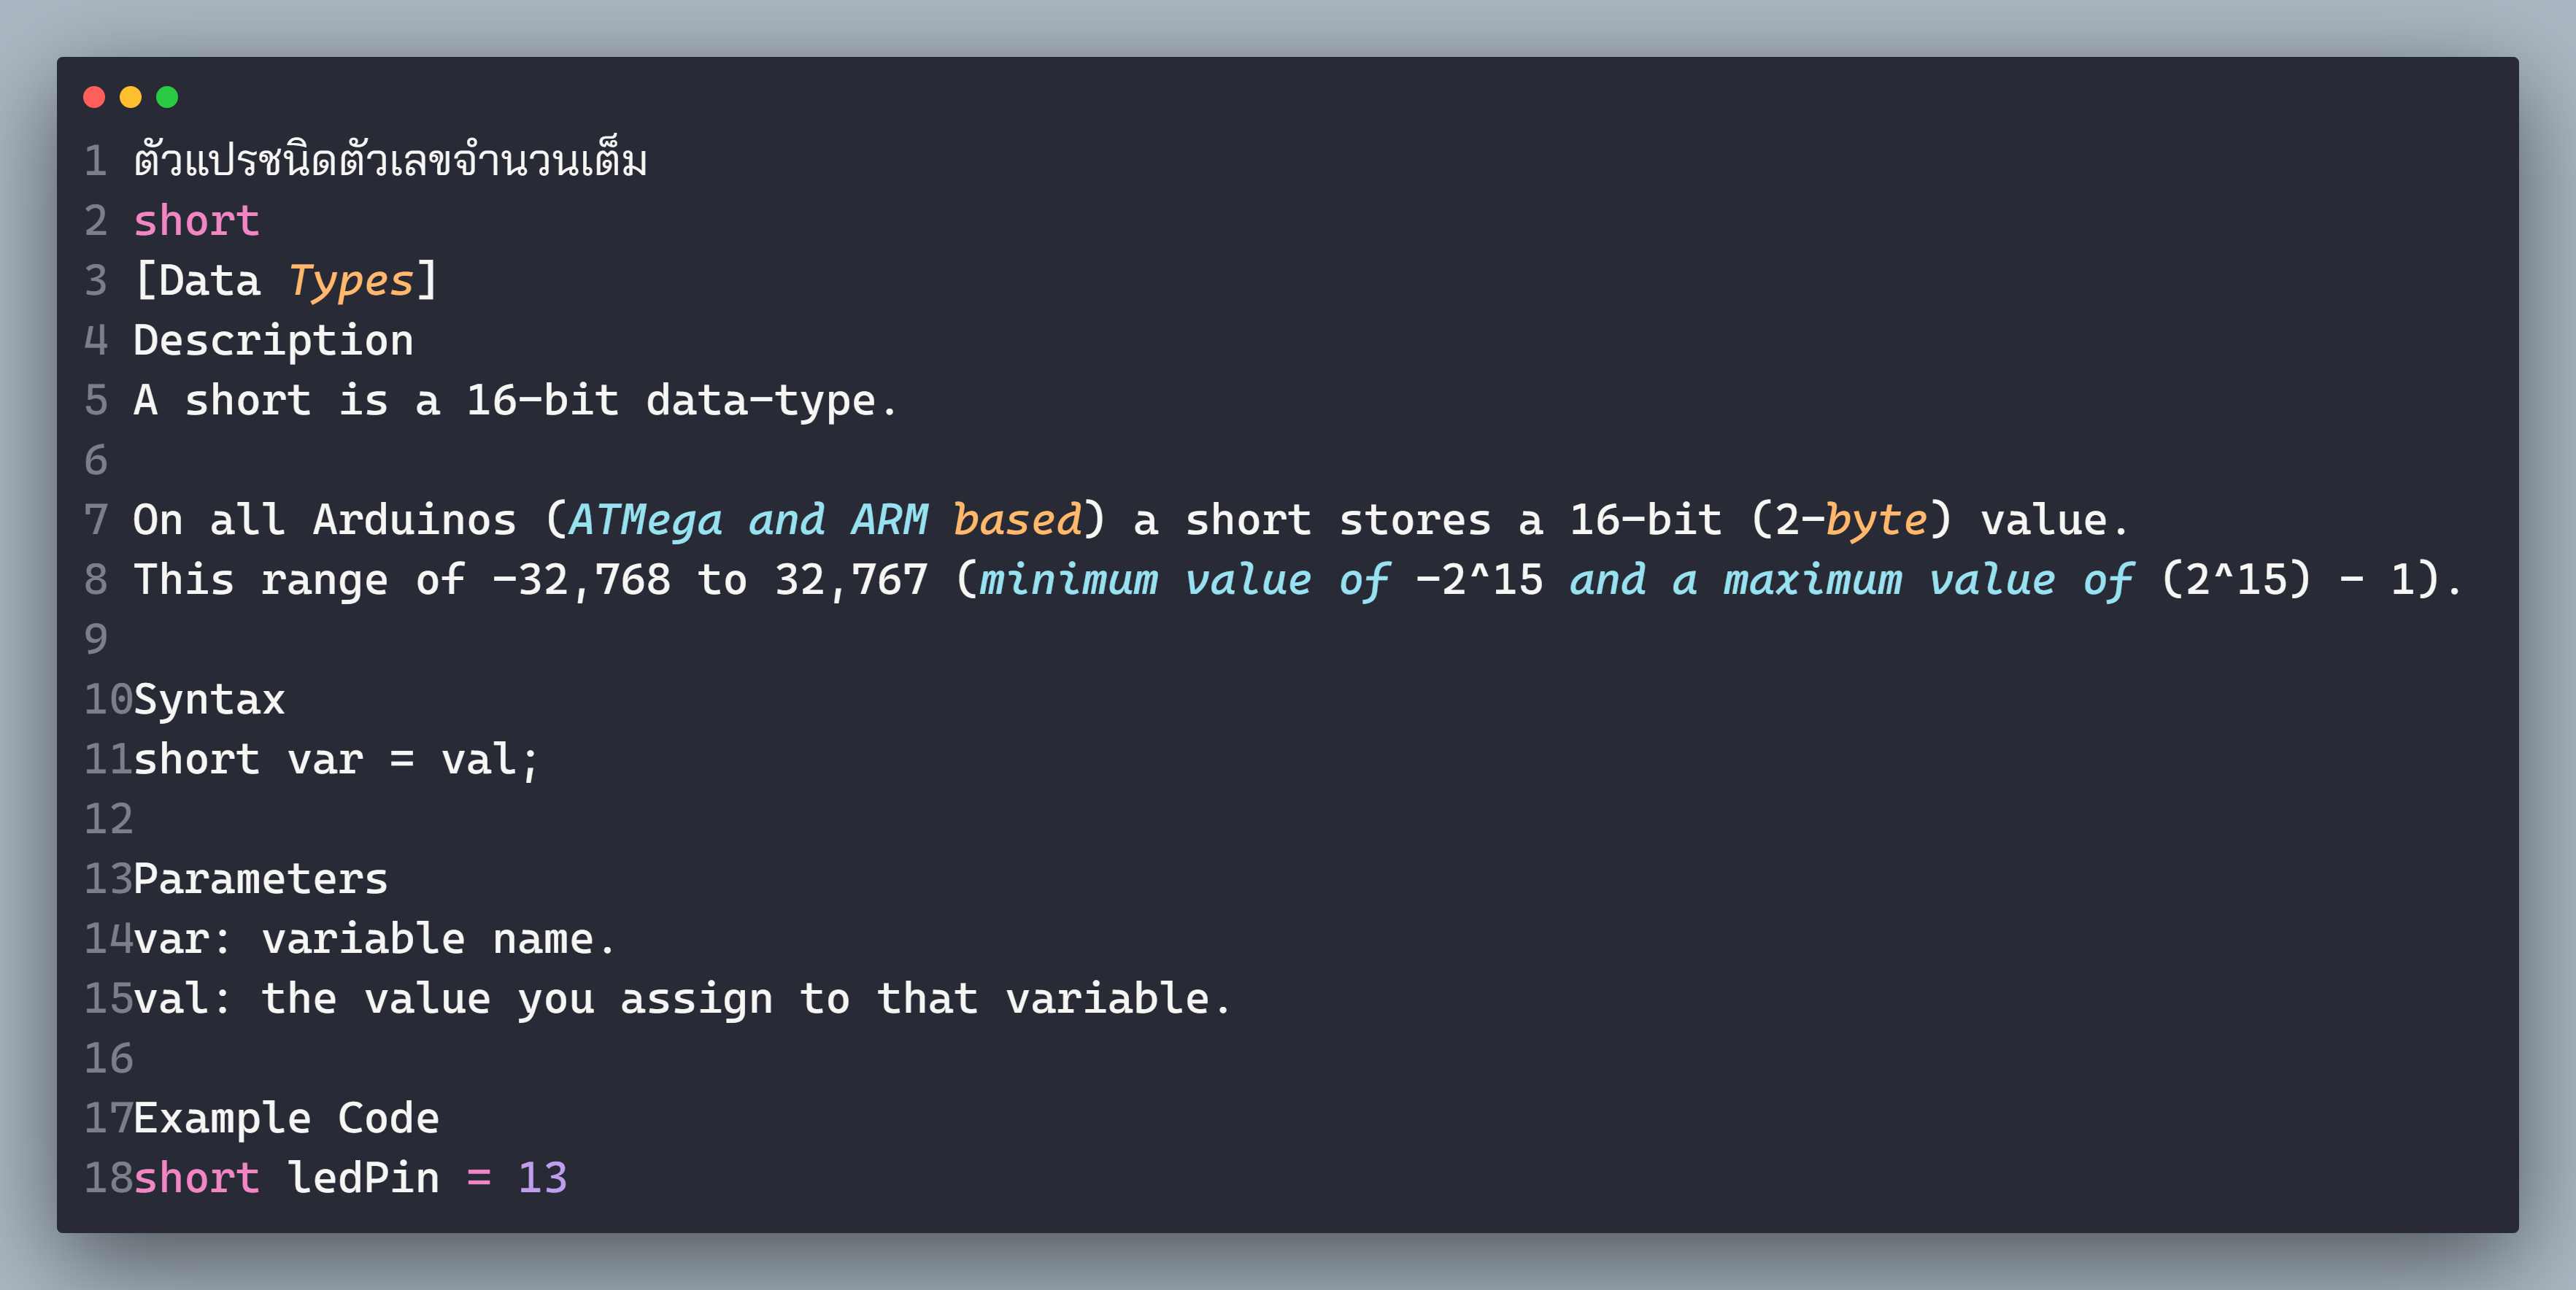 1 ตัวแปรชนิดตัวเลขจำนวนเต็ม
2 short
3 [Data Types]
4 Description
5 A short is a 16-bit data-type.
6
7 On all Arduinos (ATMega and ARM based) a short stores a 16-bit (2-byte) value.
8 This range of -32,768 to 32,767 (minimum value of -2^15 and a maximum value of (2^15) - 1).
9
10 Syntax
11 short var = val;
12
13 Parameters
14 var: variable name.
15 val: the value you assign to that variable.
16
17 Example Code
18 short ledPin = 13